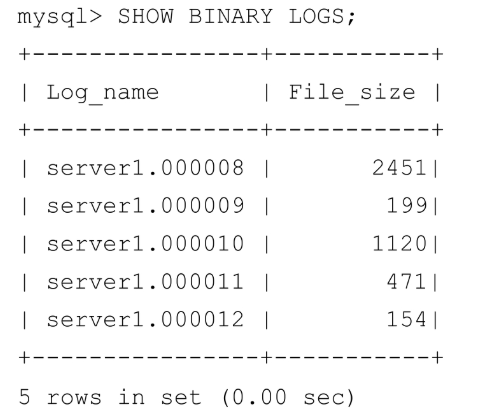 mysql> SHOW BINARY LOGS;
+----------------+-----------+
| Log_name       | File_size |
+----------------+-----------+
| server1.000008 |       2451|
| server1.000009 |        199|
| server1.000010 |       1120|
| server1.000011 |        471|
| server1.000012 |        154|
+----------------+-----------+
5 rows in set (0.00 sec)